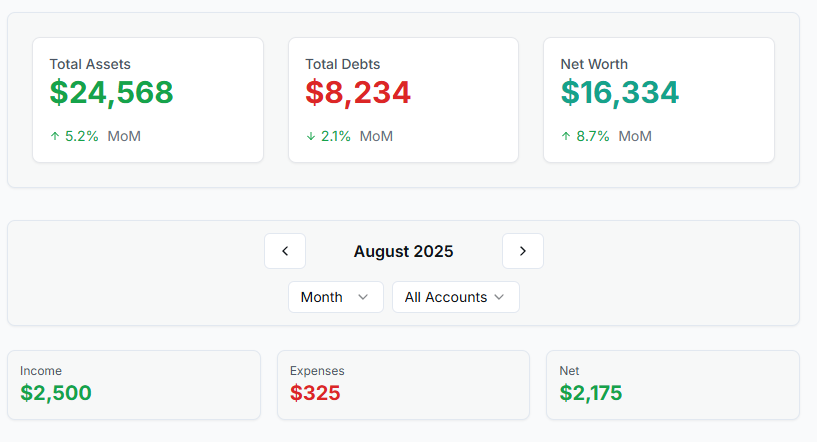 Total Assets
$24,568
↑ 5.2% MoM
Total Debts
$8,234
↓ 2.1% MoM
Net Worth
$16,334
↑ 8.7% MoM
August 2025
Month
All Accounts
Income
$2,500
Expenses
$325
Net
$2,175